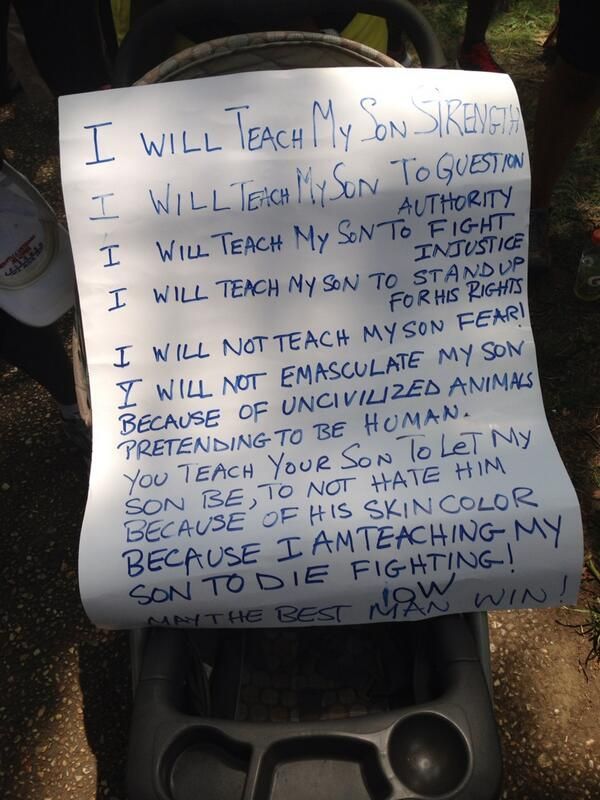 I WILL TEACH MY SON STRENGTH
I WILL TEACH MY SON TO QUESTION
AUTHORITY
I WILL TEACH MY SON TO FIGHT
INJUSTICE
I WILL TEACH MY SON TO STAND UP
FOR HIS RIGHTS
I WILL NOT TEACH MY SON FEAR!
I WILL NOT EMASCULATE MY SON
BECAUSE OF UNCIVILIZED ANIMALS
PRETENDING TO BE HUMAN.
YOU TEACH YOUR SON TO LET MY
SON BE, TO NOT HATE HIM
BECAUSE OF HIS SKIN COLOR
BECAUSE I AM TEACHING MY
SON TO DIE FIGHTING!
IOW
MAY THE BEST MAN WIN!